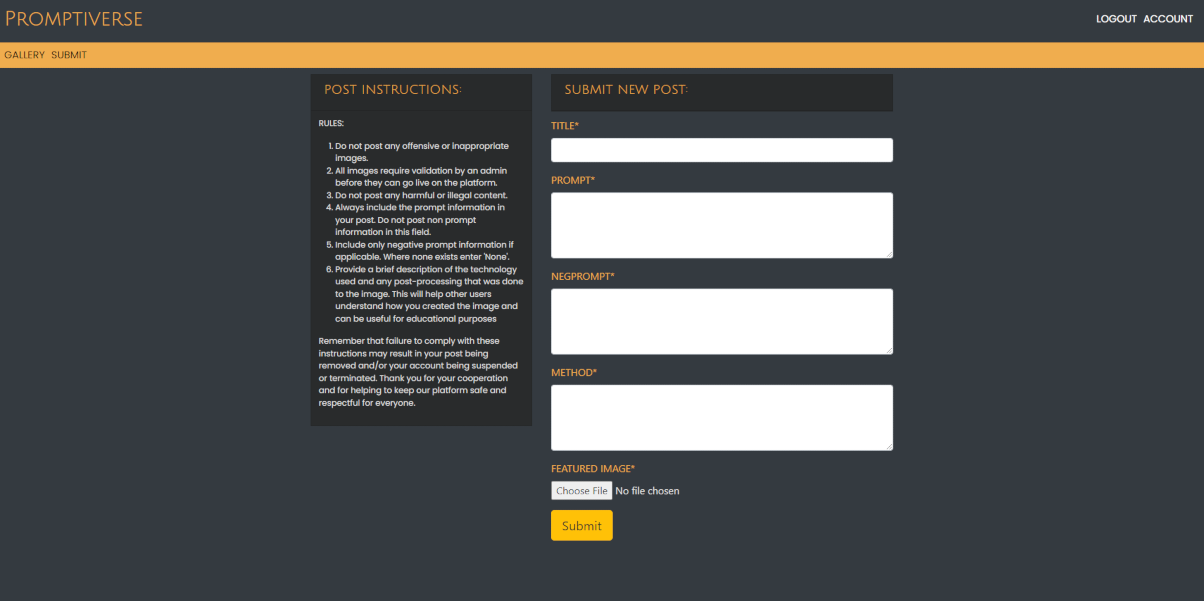 PROMPTIVERSE
LOGOUT ACCOUNT
GALLERY SUBMIT
POST INSTRUCTIONS:
RULES:
1. Do not post any offensive or inappropriate
images.
2. All images require validation by an admin
before they can go live on the platform.
3. Do not post any harmful or illegal content.
4. Always include the prompt information in
your post. Do not post non prompt
information in this field.
5. Include only negative prompt information if
applicable. Where none exists enter 'None'.
6. Provide a brief description of the technology
used and any post-processing that was done
to the image. This will help other users
understand how you created the image and
can be useful for educational purposes
Remember that failure to comply with these
instructions may result in your post being
removed and/or your account being suspended
or terminated. Thank you for your cooperation
and for helping to keep our platform safe and
respectful for everyone.
SUBMIT NEW POST:
TITLE*
PROMPT*
NEGPROMPT*
METHOD*
FEATURED IMAGE*
Choose File No file chosen
Submit